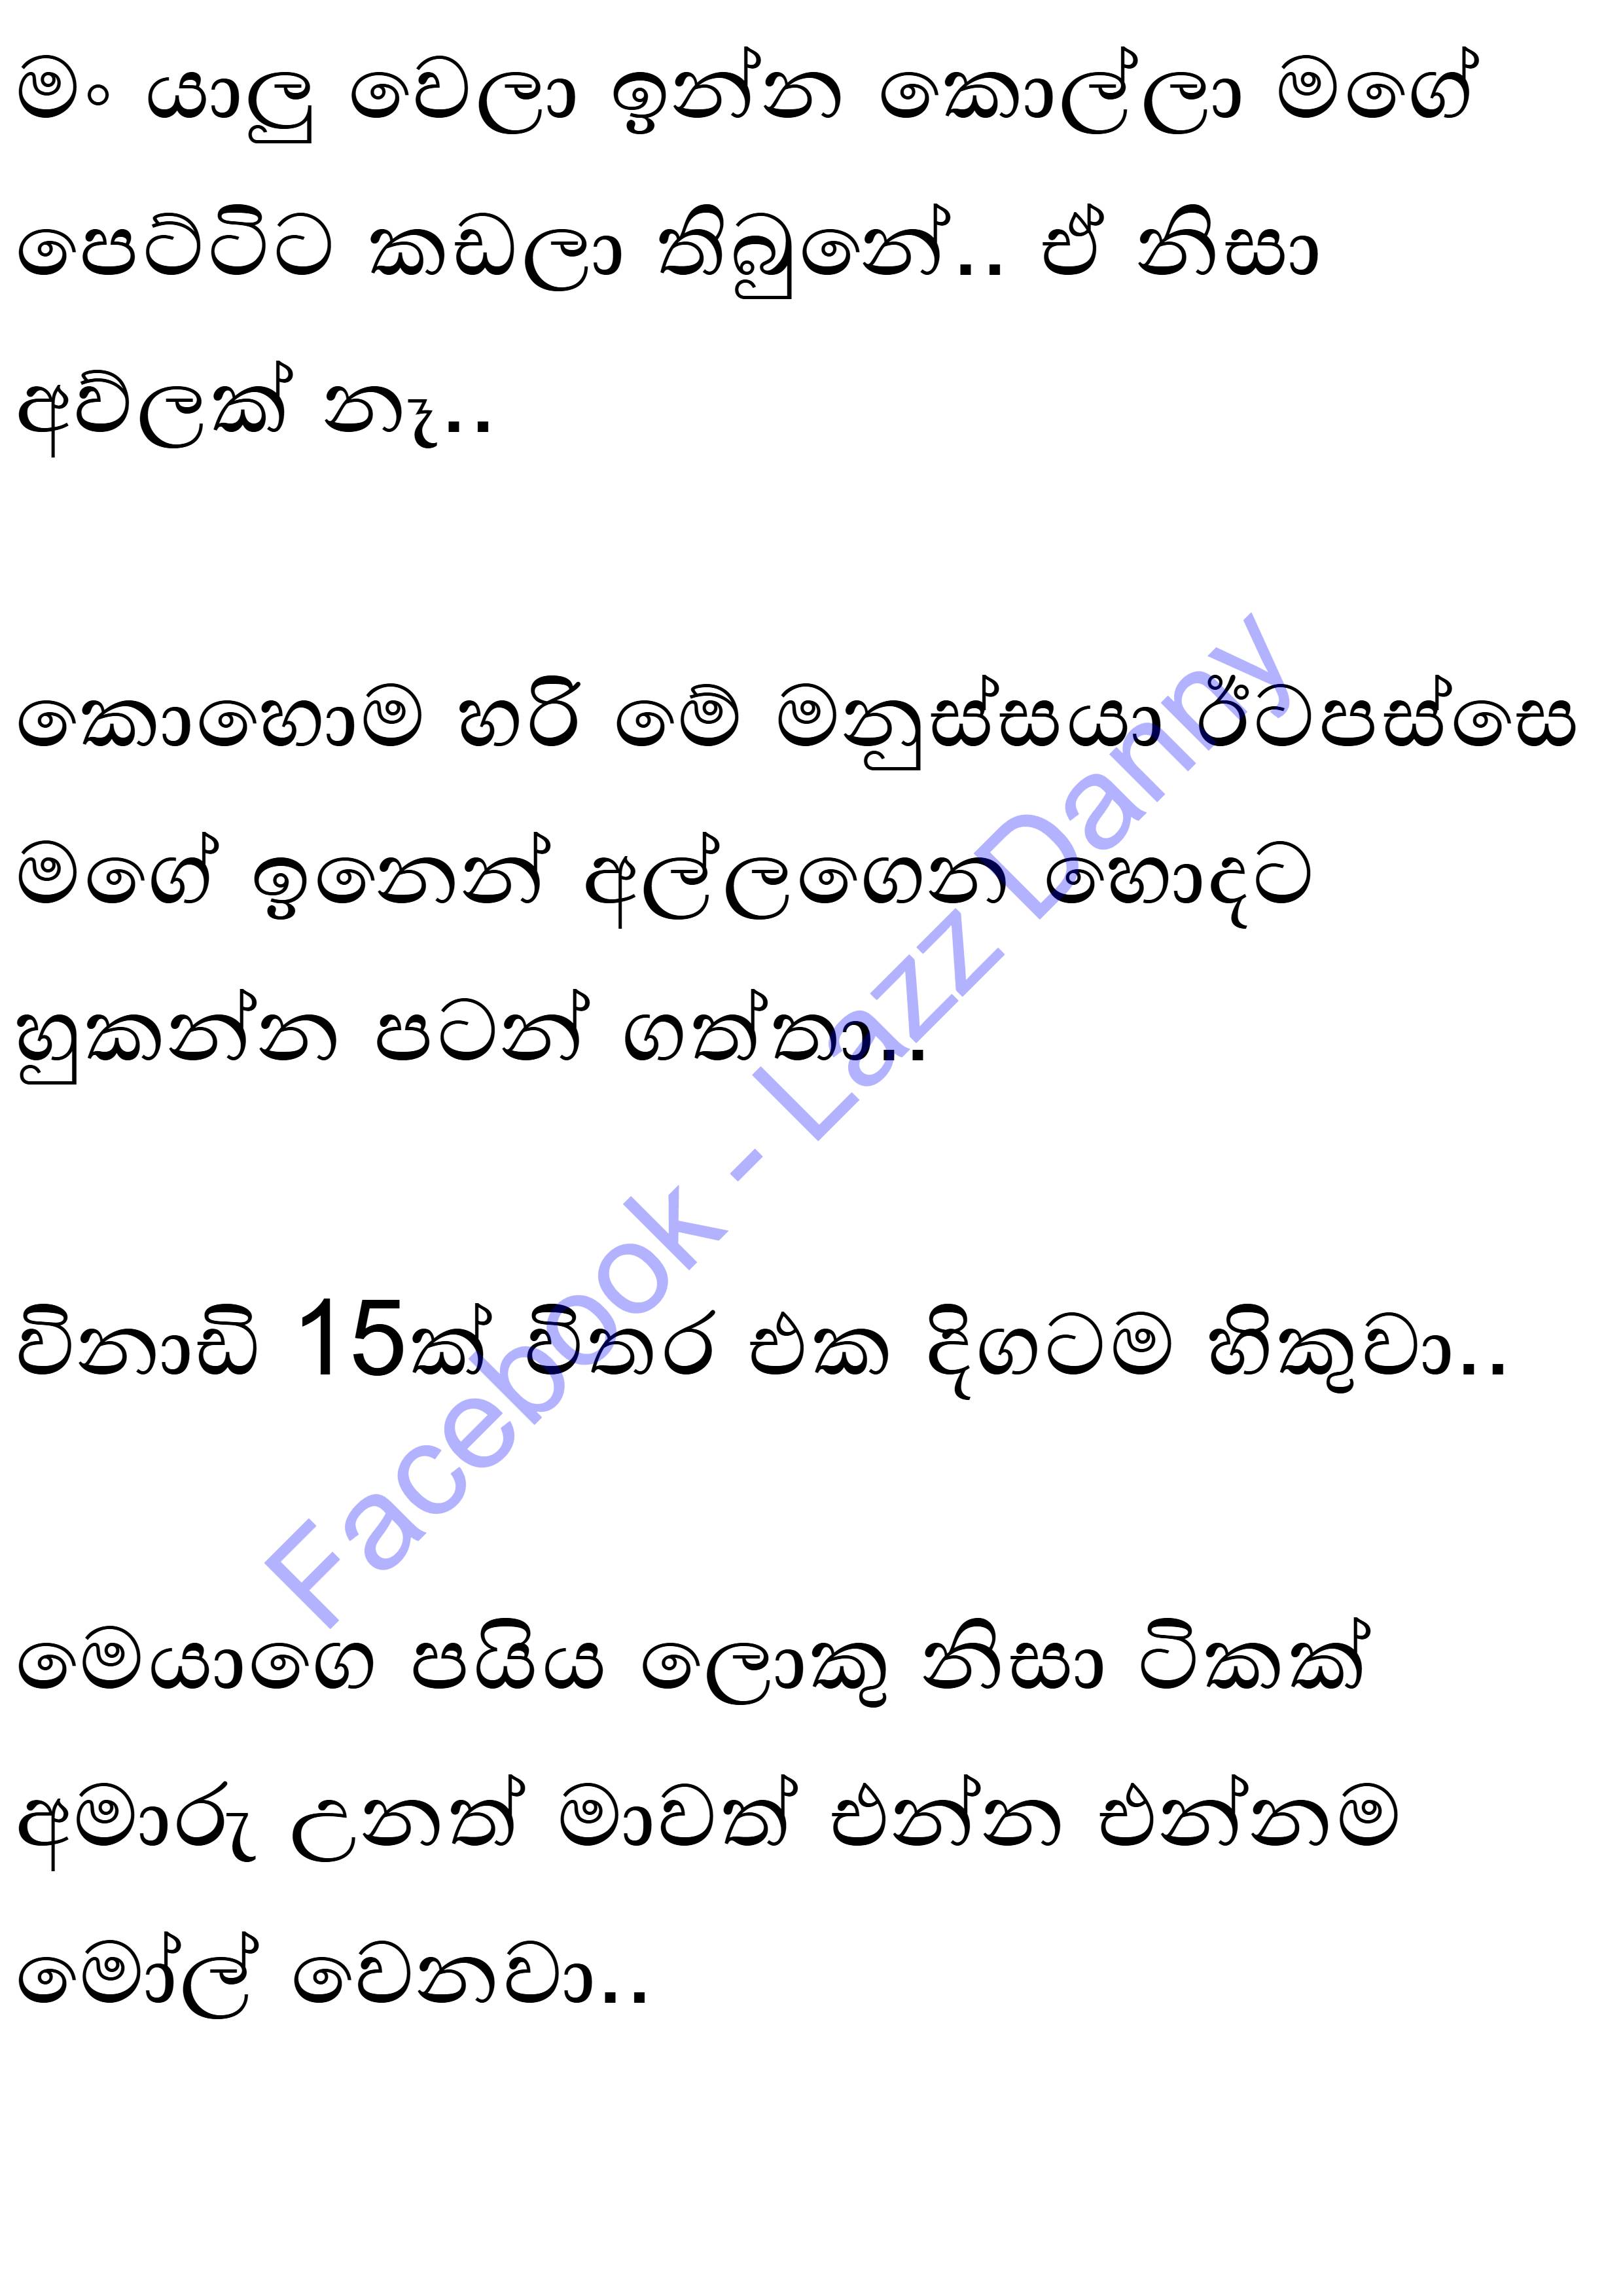 මං යාලු වෙලා ඉන්න කොල්ලා මගේ
පෙට්ටිට කඩලා තිබුනේ.. ඒ නිසා
අව්ලක් නෑ..
කොහොම හරි මේ මනුස්සයා ඊටපස්සෙ
මගේ ඉනෙන් අල්ලගෙන හොදට
හුකන්න පටන් ගත්තා..
විනාඩි 15ක් විතර එක දිගටම හිකුවා..
මෙයාගෙ පයිය ලොකු නිසා ටිකක්
අමාරු උනත් මාවත් එන්න එන්නම
මෝල් වෙනවා..
Facebook - Lazz Danny